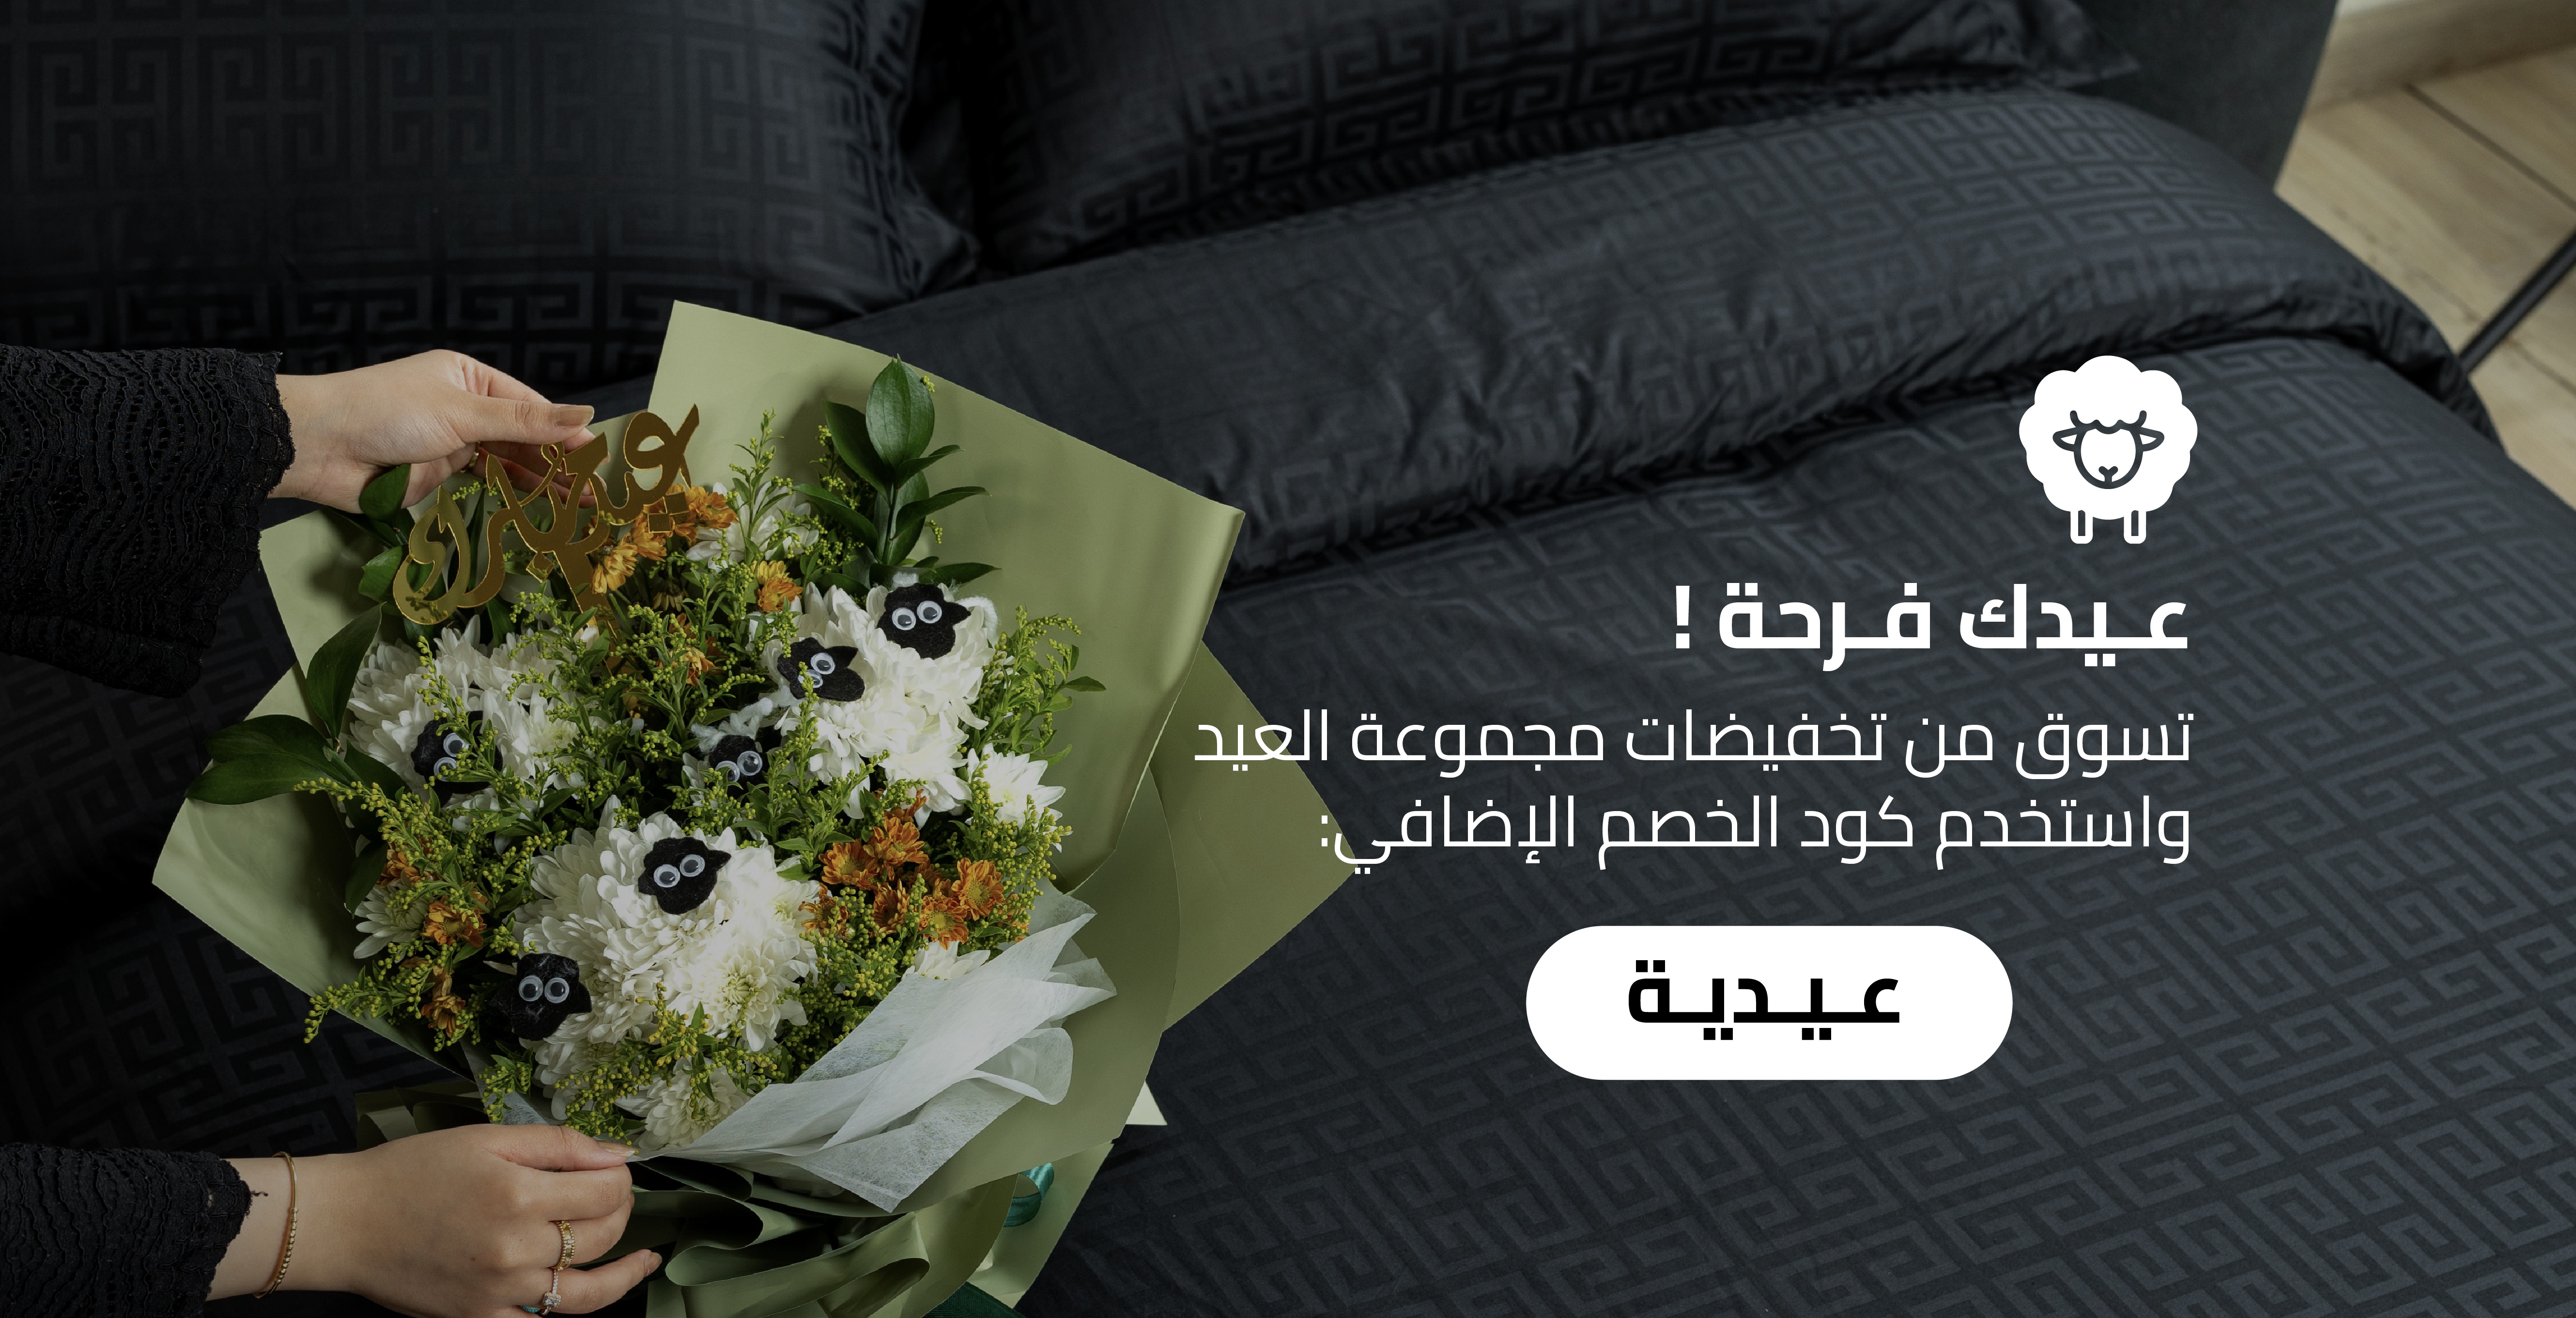 عيدك فرحة !
تسوق من تخفيضات مجموعة العيد
واستخدم كود الخصم الإضافي:
عيدية